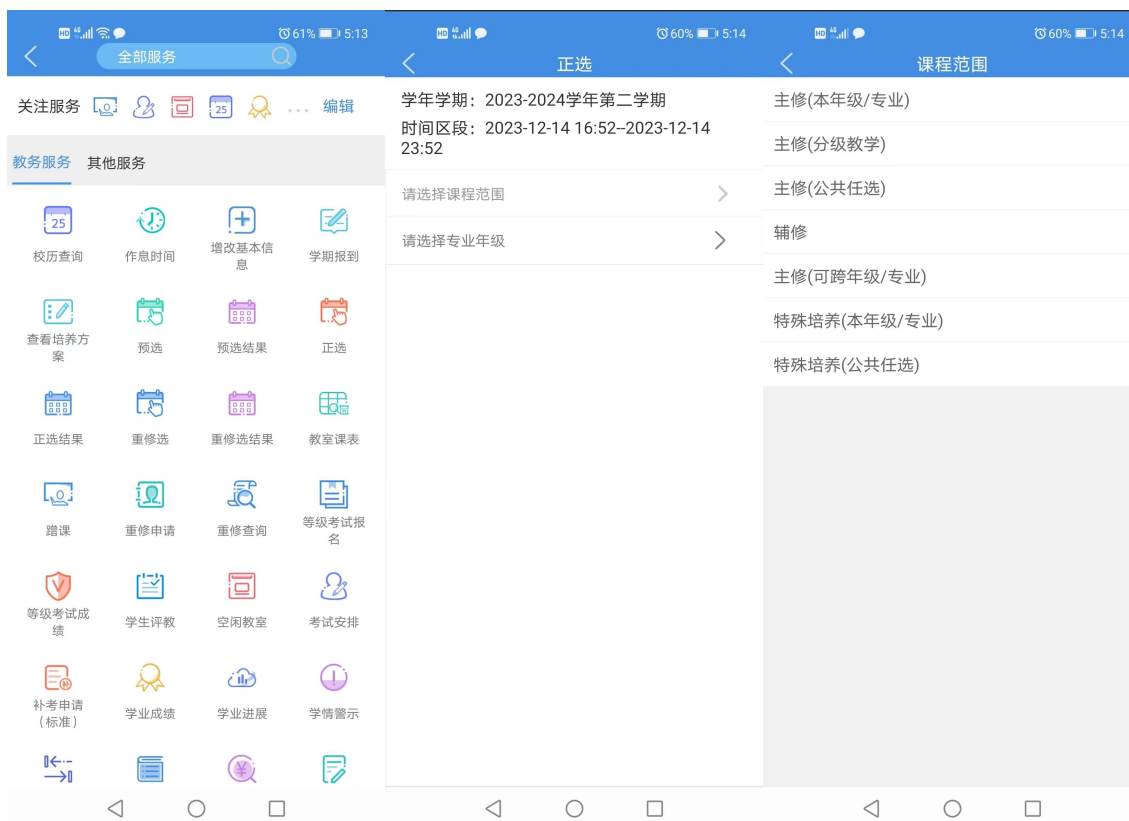 HD 46 61% 5:13
全部服务
关注服务 25 ... 编辑
教务服务 其他服务
25
校历查询 作息时间 增改基本信
息 学期报到
查看培养方
案 预选 预选结果 正选
正选结果 重修选 重修选结果 教室课表
蹭课 重修申请 重修查询 等级考试报
名
等级考试成
绩 学生评教 空闲教室 考试安排
补
补考申请
(标准) 学业成绩 学业进展 学情警示
¥
HD 46 60% 5:14
正选
学年学期：2023-2024学年第二学期
时间区段：2023-12-14 16:52--2023-12-14
23:52
请选择课程范围
请选择专业年级
HD 46 60% 5:14
课程范围
主修(本年级/专业)
主修(分级教学)
主修(公共任选)
辅修
主修(可跨年级/专业)
特殊培养(本年级/专业)
特殊培养(公共任选)